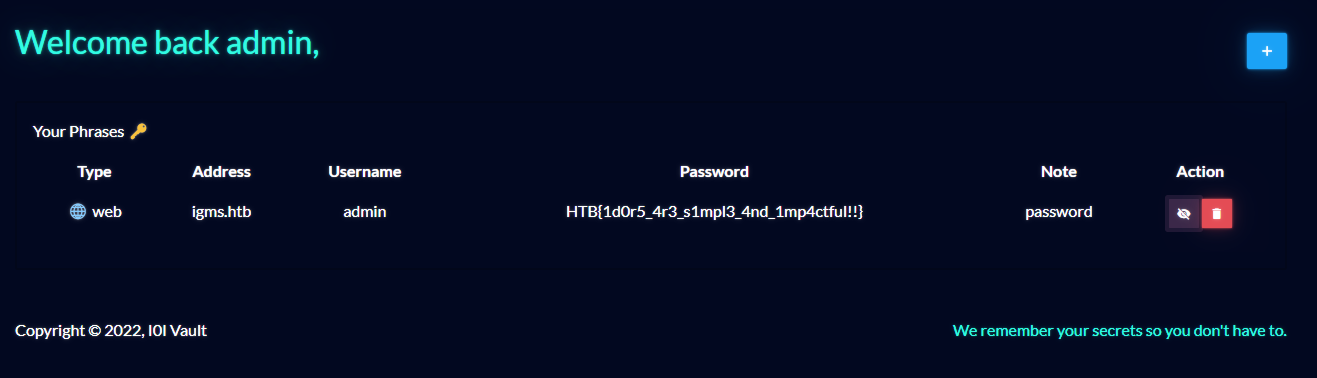 Welcome back admin,
+
Your Phrases 🔑
Type Address Username Password Note Action
web igms.htb admin HTB{1d0r5_4r3_s1mpl3_4nd_1mp4ctful!!} password
Copyright © 2022, I0I Vault We remember your secrets so you don't have to.